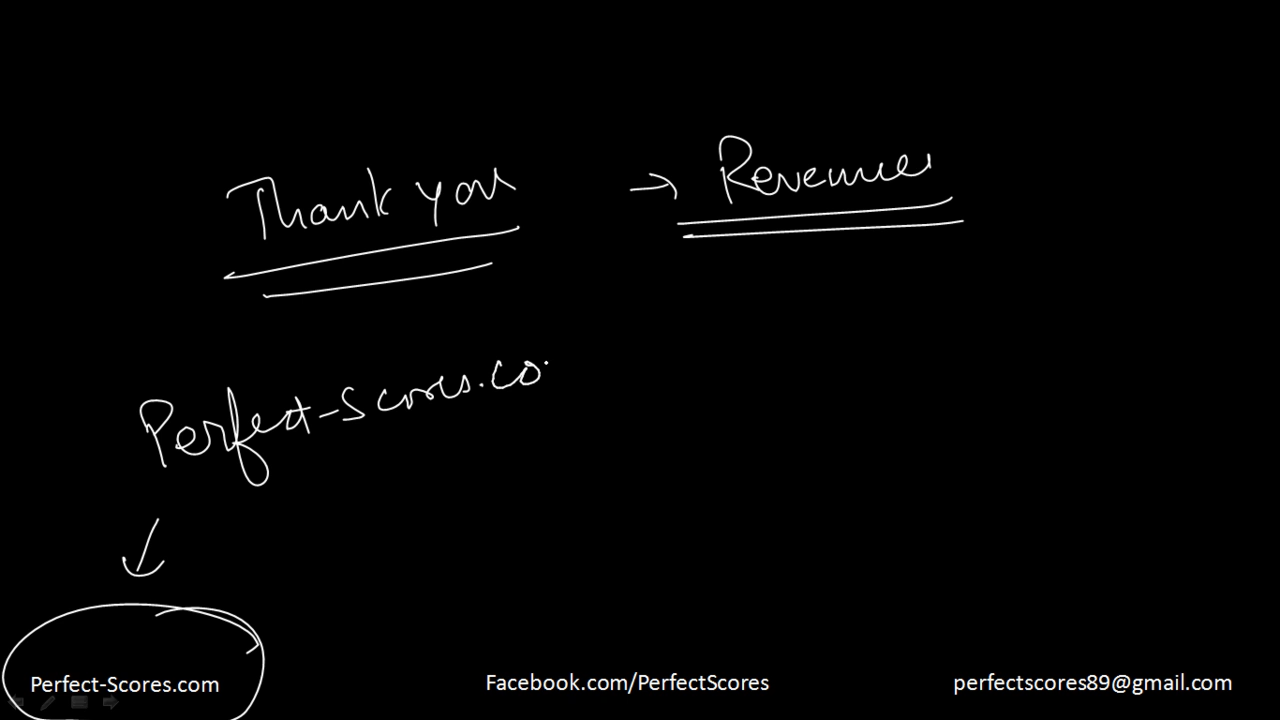 Thank you → Revenue
Perfect-Scores.co
Perfect-Scores.com
Facebook.com/PerfectScores
perfectscores89@gmail.com